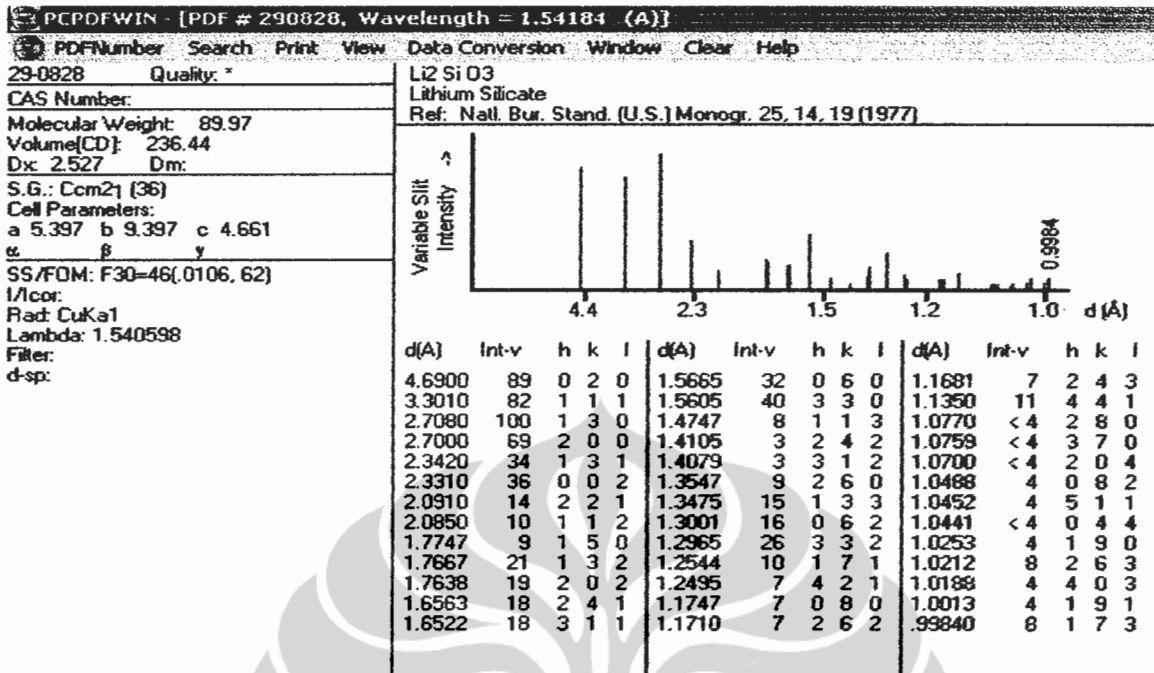 PCPDFWIN - [PDF # 290828, Wavelength = 1.54184 (A)]
PDFNumber Search Print View Data Conversion Window Clear Help
29-0828 Quality: *
CAS Number:
Molecular Weight: 89.97
Volume[CD]: 236.44
Dx: 2.527 Dm:
S.G.: Ccm21 (36)
Cell Parameters:
a 5.397 b 9.397 c 4.661
α β γ
SS/FOM: F30=46(.0106, 62)
I/Icor:
Rad: CuKa1
Lambda: 1.540598
Filter:
d-sp:
Li2 Si O3
Lithium Silicate
Ref: Natl. Bur. Stand. (U.S.) Monogr. 25, 14, 19 (1977)
Variable Slit
Intensity ->
0.9984
4.4 2.3 1.5 1.2 1.0 d (Å)
d(A) Int-v h k l d(A) Int-v h k l d(A) Int-v h k l
4.6900 89 0 2 0 1.5665 32 0 6 0 1.1681 7 2 4 3
3.3010 82 1 1 1 1.5605 40 3 3 0 1.1350 11 4 4 1
2.7080 100 1 3 0 1.4747 8 1 1 3 1.0770 < 4 2 8 0
2.7000 69 2 0 0 1.4105 3 2 4 2 1.0759 < 4 3 7 0
2.3420 34 1 3 1 1.4079 3 3 1 2 1.0700 < 4 2 0 4
2.3310 36 0 0 2 1.3547 9 2 6 0 1.0488 4 0 8 2
2.0910 14 2 2 1 1.3475 15 1 3 3 1.0452 4 5 1 1
2.0850 10 1 1 2 1.3001 16 0 6 2 1.0441 < 4 0 4 4
1.7747 9 1 5 0 1.2965 26 3 3 2 1.0253 4 1 9 0
1.7667 21 1 3 2 1.2544 10 1 7 1 1.0212 8 2 6 3
1.7638 19 2 0 2 1.2495 7 4 2 1 1.0188 4 4 0 3
1.6563 18 2 4 1 1.1747 7 0 8 0 1.0013 4 1 9 1
1.6522 18 3 1 1 1.1710 7 2 6 2 .99840 8 1 7 3